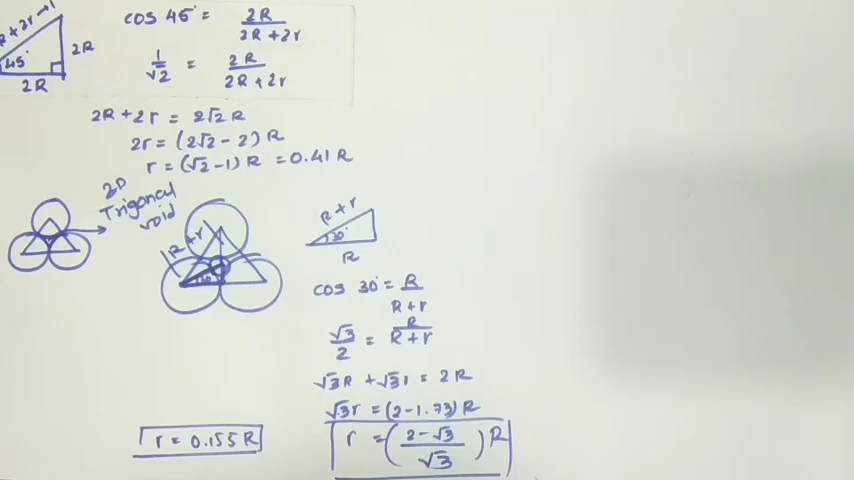 R + 2r + 1
45°
2R
2R
cos 45° = 2R / 2R + 2r
1/√2 = 2R / 2R + 2r
2R + 2r = 2√2 R
2r = (2√2 - 2) R
r = (√2 - 1) R = 0.41 R
2D
Trigonal
void
R + r
30°
R + r
30°
R
cos 30° = R / R + r
√3 / 2 = R / R + r
√3R + √3r = 2R
√3r = (2 - 1.73) R
r = (2 - √3 / √3) R
r = 0.155 R